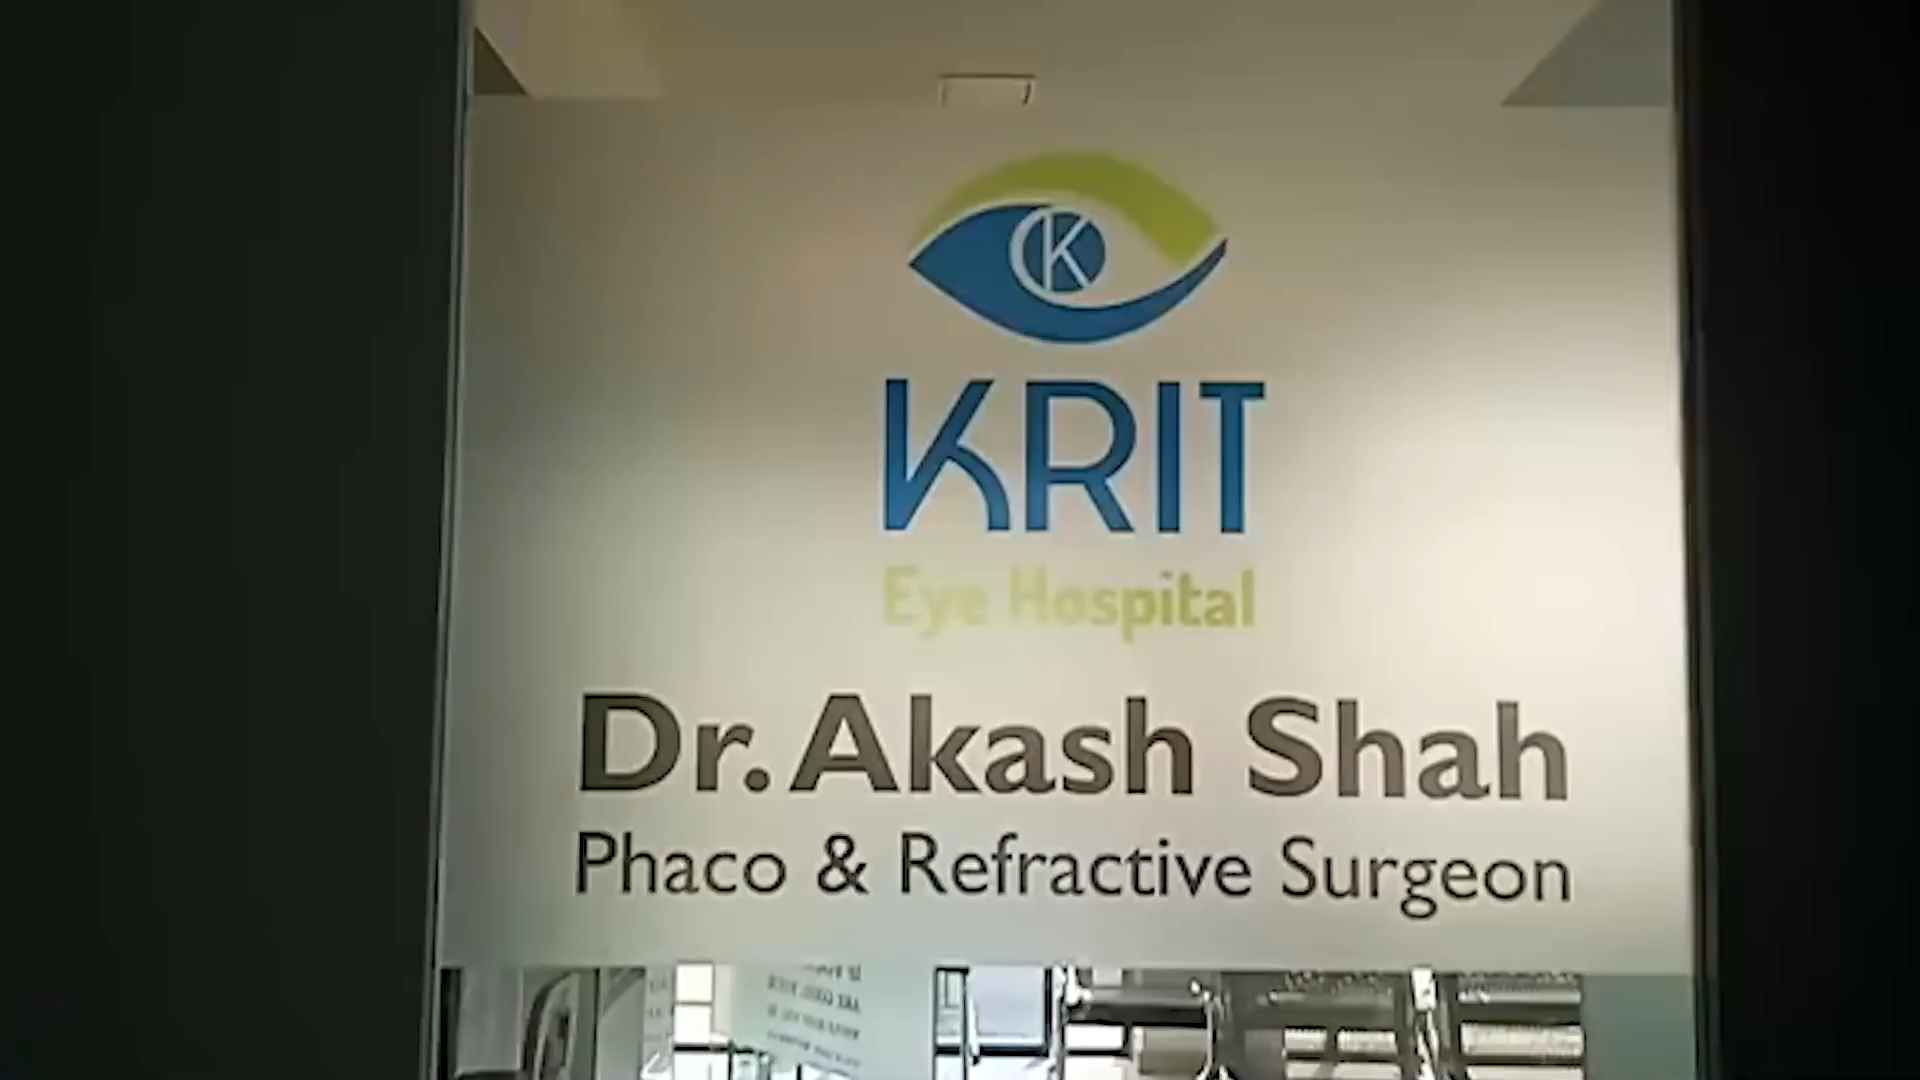 K
KRIT
Eye Hospital
Dr. Akash Shah
Phaco & Refractive Surgeon